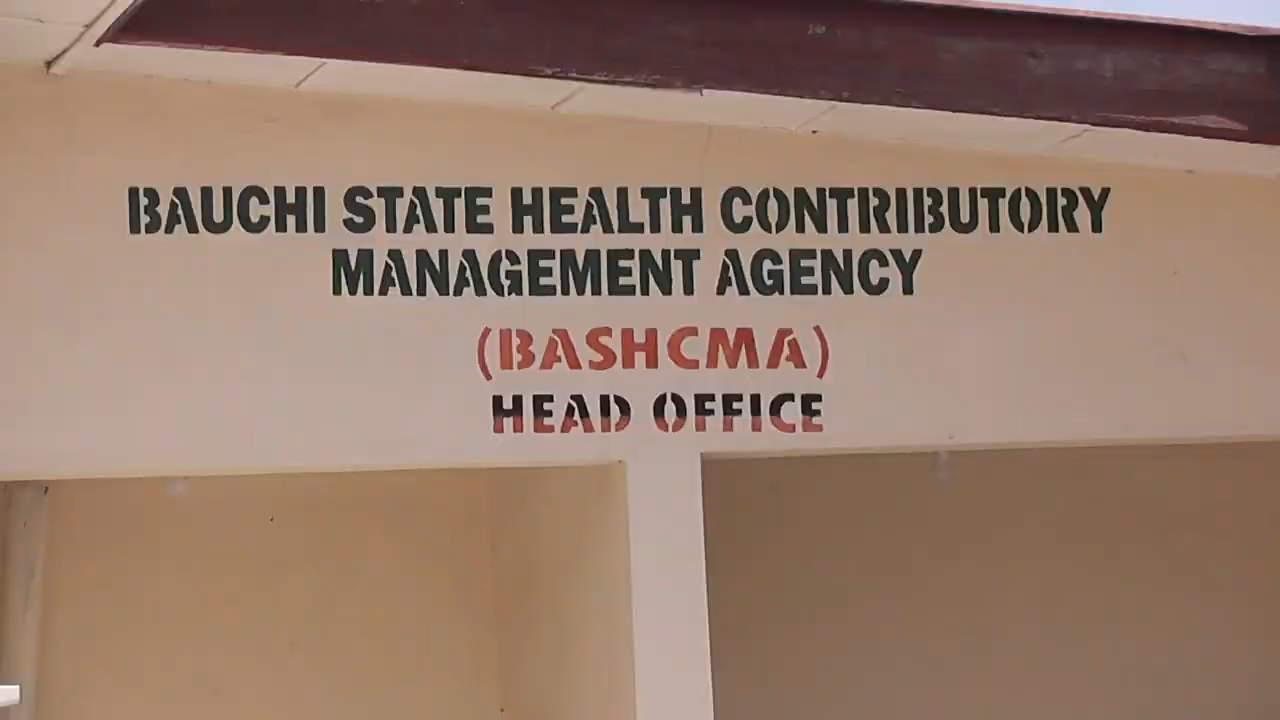 BAUCHI STATE HEALTH CONTRIBUTORY
MANAGEMENT AGENCY
(BASHCMA)
HEAD OFFICE